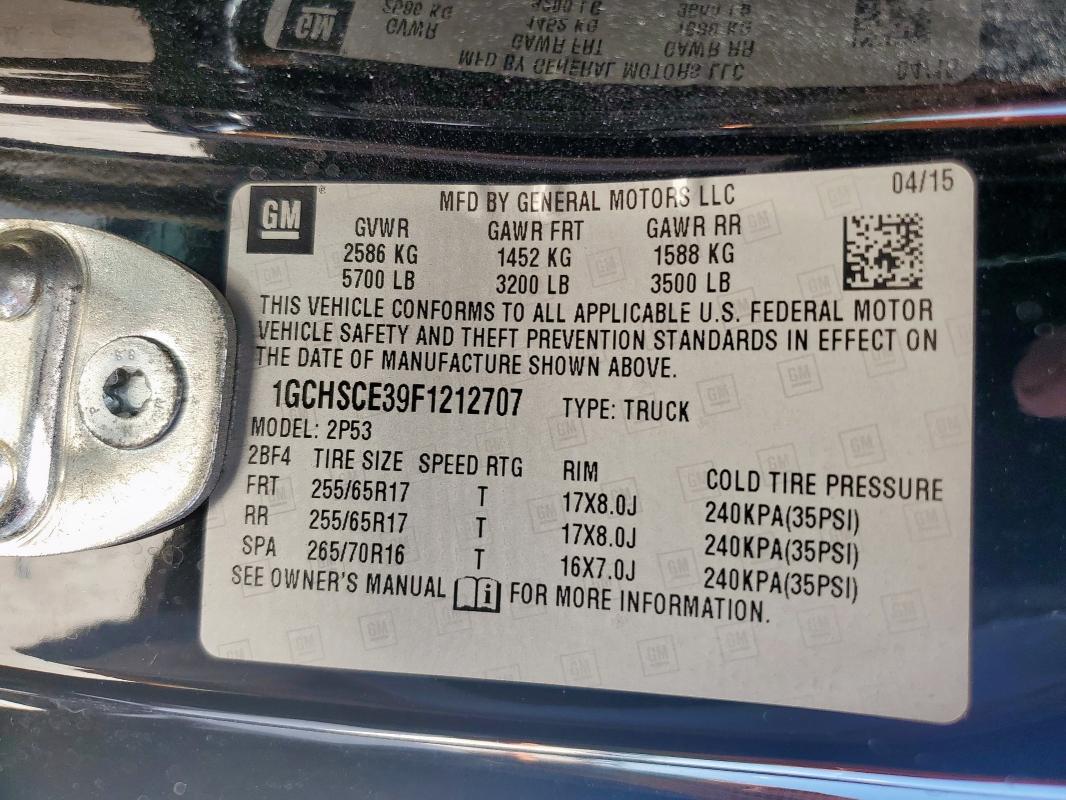 GM
MFD BY GENERAL MOTORS LLC
04/15
GVWR GAWR FRT GAWR RR
2586 KG 1452 KG 1588 KG
5700 LB 3200 LB 3500 LB
THIS VEHICLE CONFORMS TO ALL APPLICABLE U.S. FEDERAL MOTOR
VEHICLE SAFETY AND THEFT PREVENTION STANDARDS IN EFFECT ON
THE DATE OF MANUFACTURE SHOWN ABOVE.
1GCHSCE39F1212707 TYPE: TRUCK
MODEL: 2P53
2BF4 TIRE SIZE SPEED RTG RIM COLD TIRE PRESSURE
FRT 255/65R17 T 17X8.0J 240KPA(35PSI)
RR 255/65R17 T 17X8.0J 240KPA(35PSI)
SPA 265/70R16 T 16X7.0J 240KPA(35PSI)
SEE OWNER'S MANUAL i FOR MORE INFORMATION.